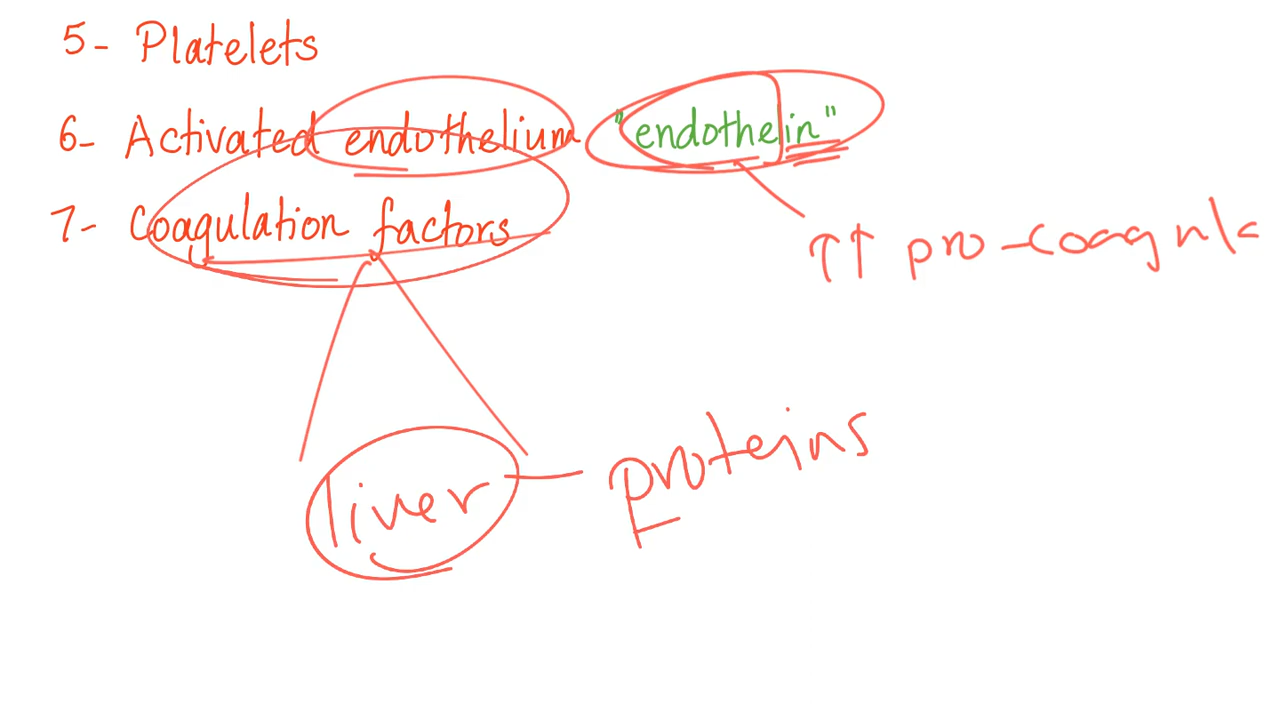 5- Platelets
6- Activated endothelium "endothelin"
7- Coagulation factors
↑↑ pro-coagula
liver — proteins